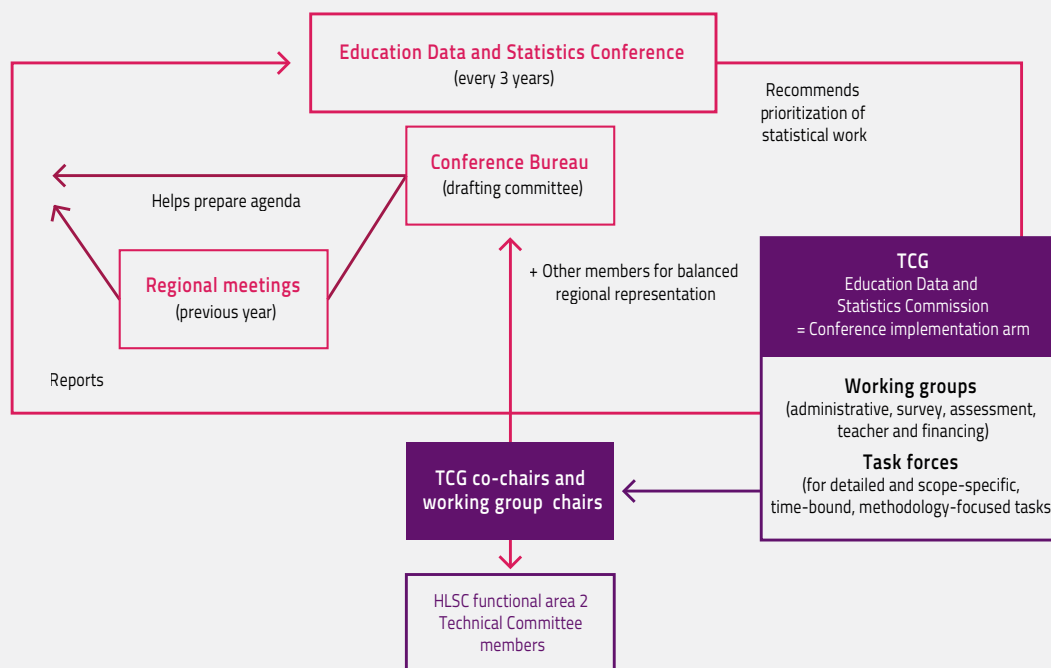 Education Data and Statistics Conference
(every 3 years)
Recommends
prioritization of
statistical work
Conference Bureau
(drafting committee)
Helps prepare agenda
Regional meetings
(previous year)
+ Other members for balanced
regional representation
TCG
Education Data and
Statistics Commission
= Conference implementation arm
Reports
Working groups
(administrative, survey, assessment,
teacher and financing)
Task forces
(for detailed and scope-specific,
time-bound, methodology-focused tasks
TCG co-chairs and
working group chairs
HLSC functional area 2
Technical Committee
members